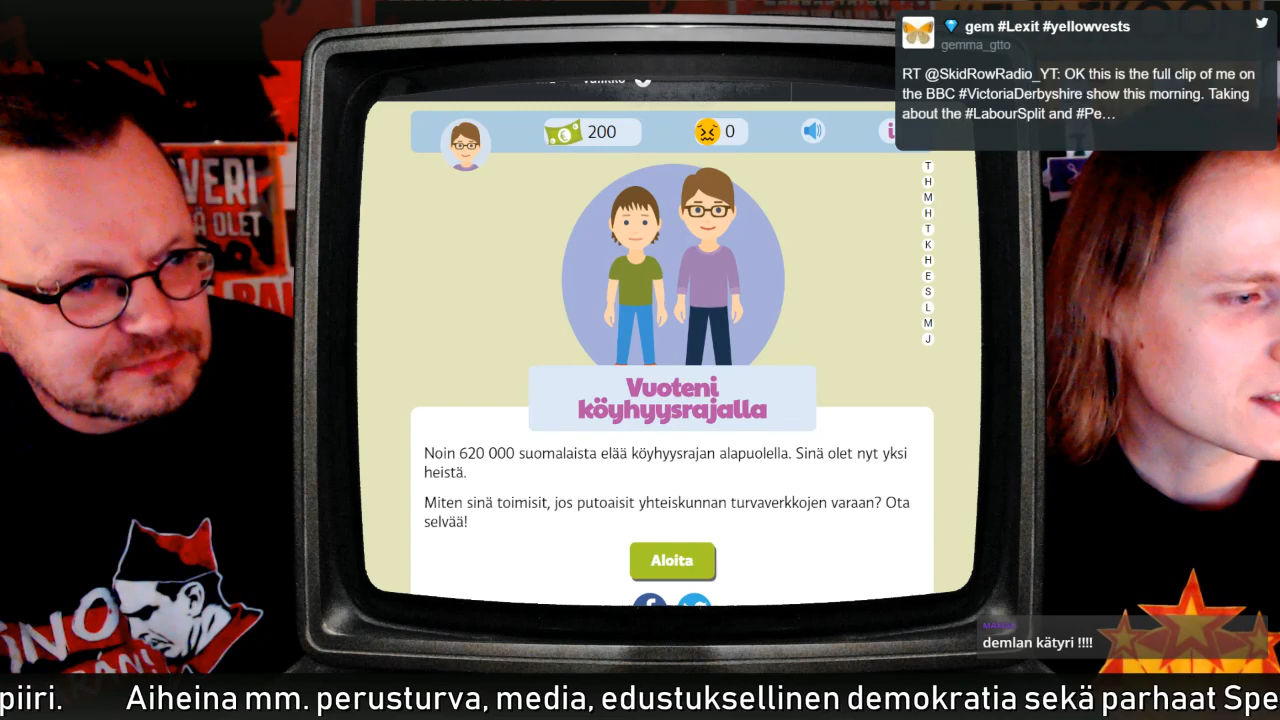 gem #Lexit #yellowvests
gemma_gtto
RT @SkidRowRadio_YT: OK this is the full clip of me on
the BBC #VictoriaDerbyshire show this morning. Taking
about the #LabourSplit and #Pe…
200
0
T
H
M
H
T
K
H
E
S
L
M
J
VERI
OLET
Vuoteni
köyhyysrajalla
Noin 620 000 suomalaista elää köyhyysrajan alapuolella. Sinä olet nyt yksi
heistä.
Miten sinä toimisit, jos putoaisit yhteiskunnan turvaverkkojen varaan? Ota
selvää!
Aloita
demlan kätyri !!!!
piiri. Aiheina mm. perusturva, media, edustuksellinen demokratia sekä parhaat Spe